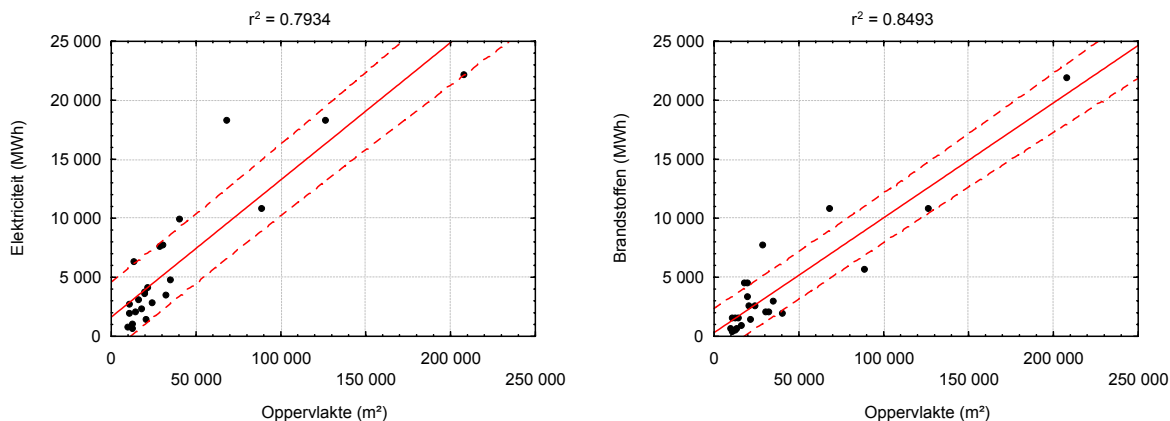 r² = 0.7934
25 000
20 000
15 000
10 000
5 000
0
Elektriciteit (MWh)
0 100 000 200 000
50 000 150 000 250 000
Oppervlakte (m²)
r² = 0.8493
25 000
20 000
15 000
10 000
5 000
0
Brandstoffen (MWh)
0 100 000 200 000
50 000 150 000 250 000
Oppervlakte (m²)